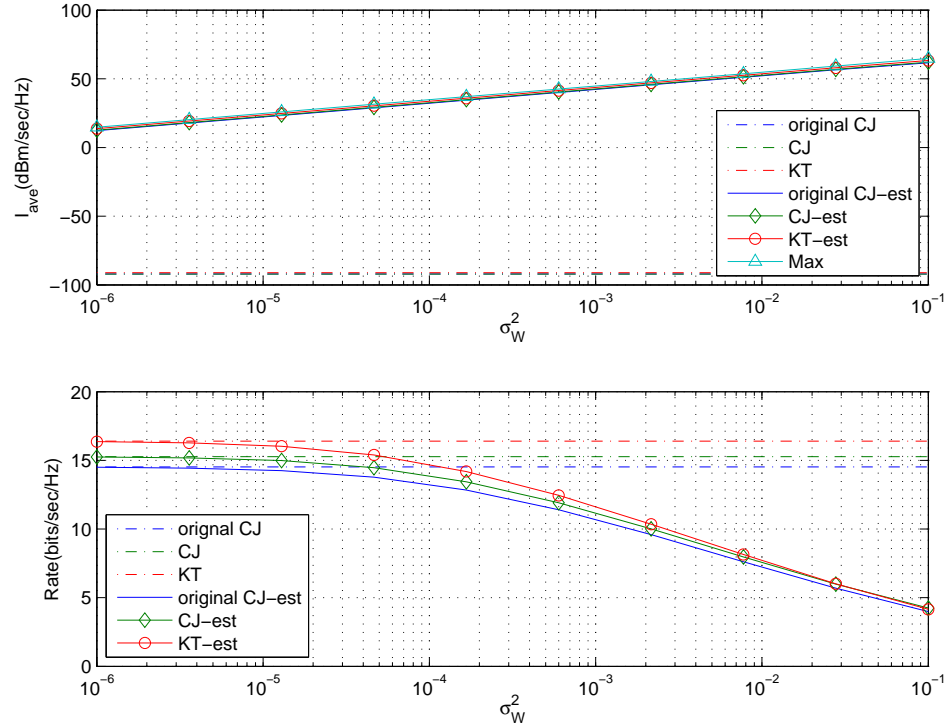 100
50
0
−50
−100
I_ave(dBm/sec/Hz)
10^−6
10^−5
10^−4
10^−3
10^−2
10^−1
σ_W^2
original CJ
CJ
KT
original CJ−est
CJ−est
KT−est
Max
20
15
10
5
0
Rate(bits/sec/Hz)
10^−6
10^−5
10^−4
10^−3
10^−2
10^−1
σ_W^2
orignal CJ
CJ
KT
original CJ−est
CJ−est
KT−est